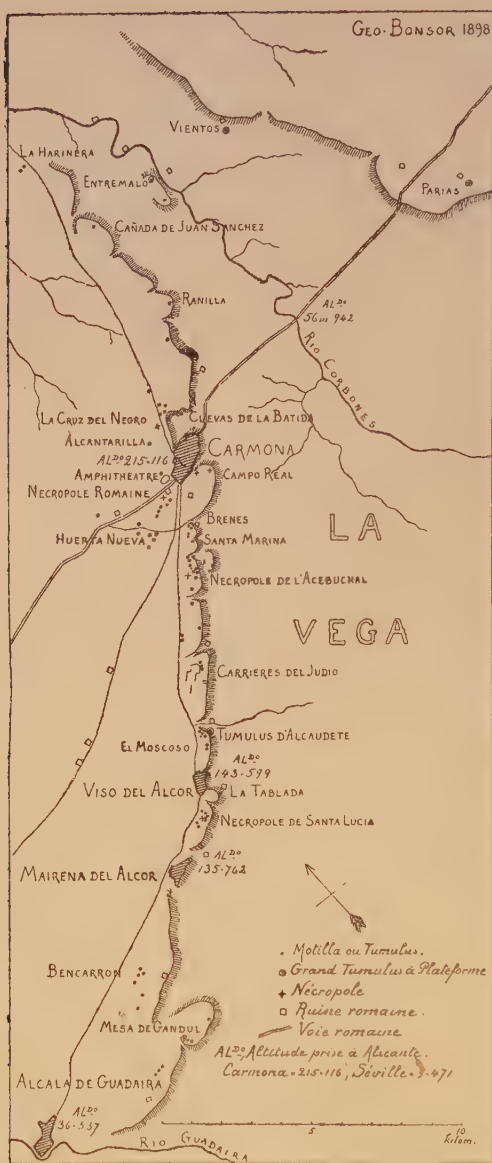 GEO. BONSOR 1898
VIENTOS
LA HARINERA
ENTREMALO
PARIAS
CAÑADA DE JUAN SANCHEZ
RANILLA
ALDO
56m 942
RIO CORBONES
LA CRUZ DEL NEGRO
CUEVAS DE LA BATIDA
ALCANTARILLA
CARMONA
ALDO 215-116
AMPHITHEATRE
CAMPO REAL
NECROPOLE ROMAINE
BRENES
LA
HUERTA NUEVA
SANTA MARINA
NECROPOLE DE L'ACEBUCHAL
VEGA
CARRIERES DEL JUDIO
TUMULUS D'ALCAUDETE
EL MOSCOSO
ALDO
143-599
VISO DEL ALCOR
LA TABLADA
NECROPOLE DE SANTA LUCIA
ALDO
135-762
MAIRENA DEL ALCOR
Motilla ou Tumulus.
Grand Tumulus à Plateforme
Nécropole
Ruine romaine.
Voie romaine
ALDO-Altitude prise à Alicante.
Carmona=215-116, Séville=9-471
BENCARRON
MESA DE GANDUL
ALCALA DE GUADAIRA
ALDO
36-537
5
10
Kilom.
RIO GUADAIRA